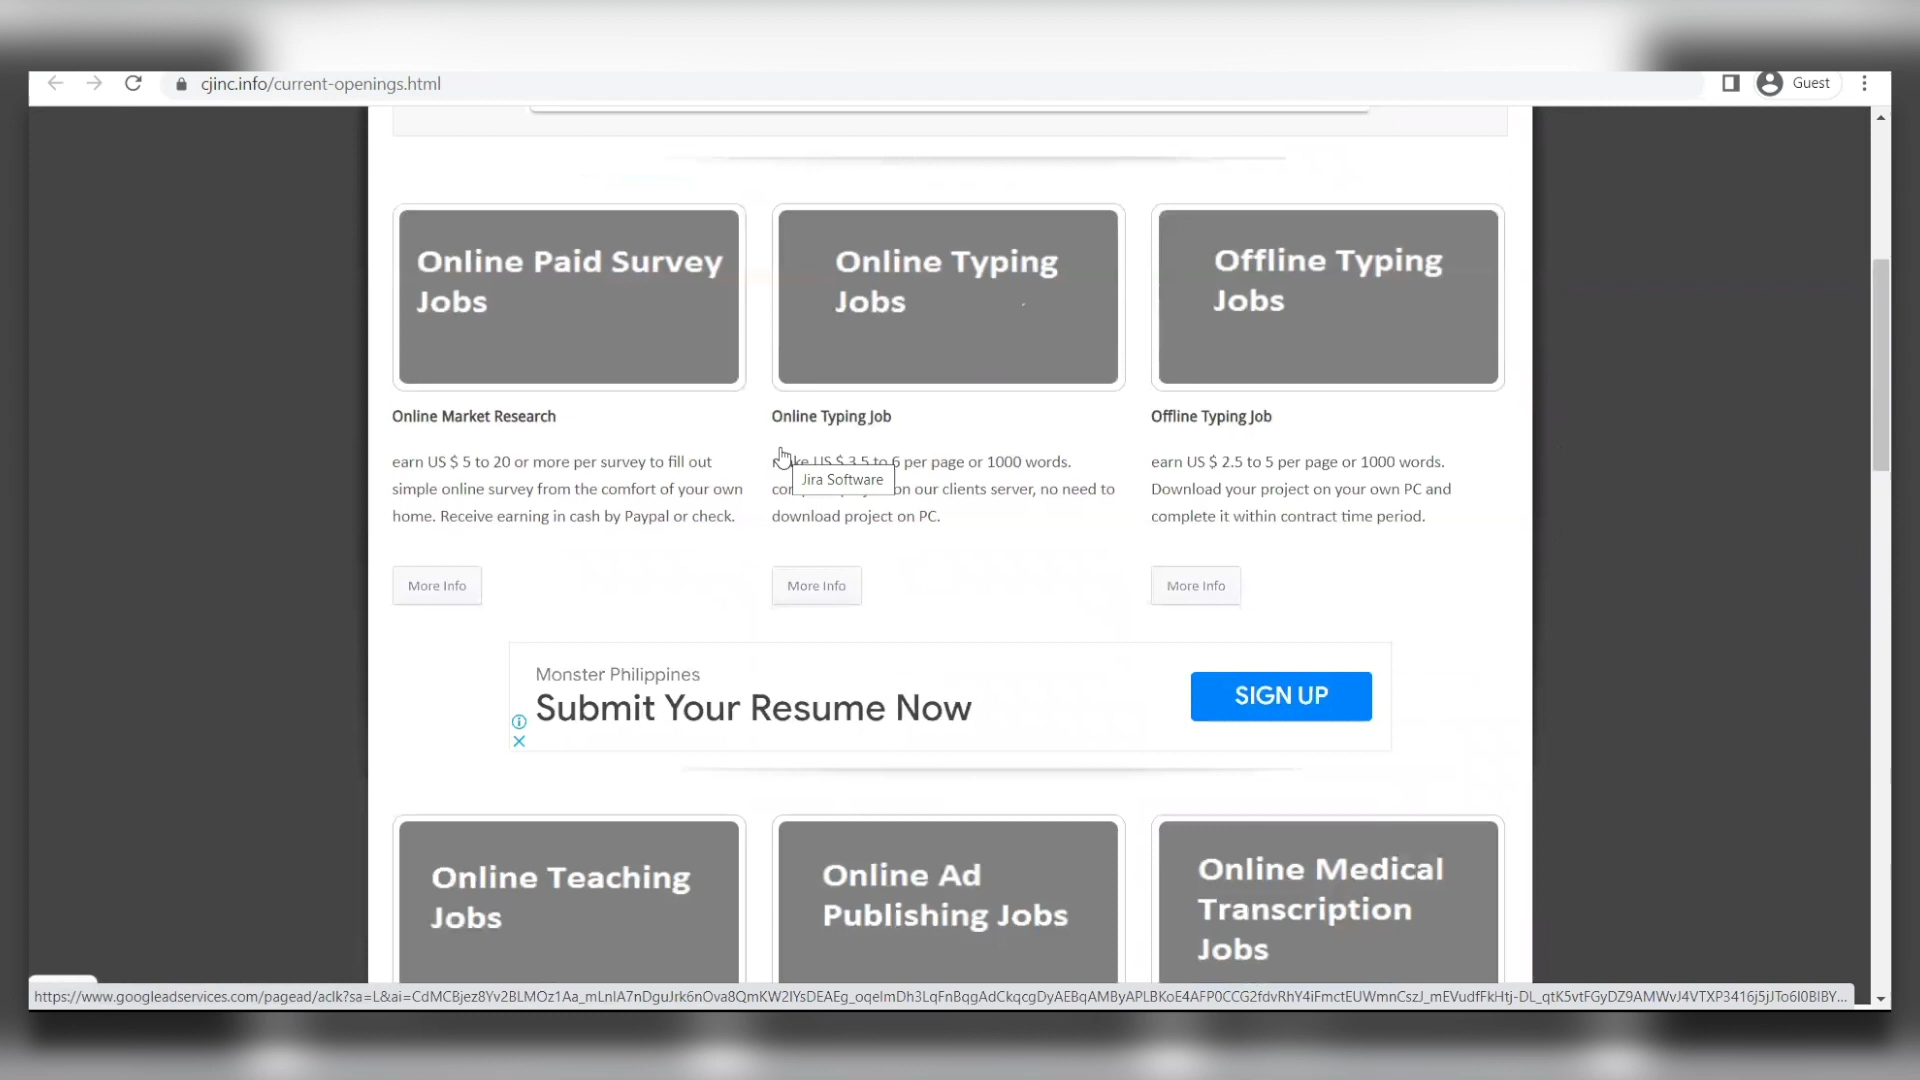 cjinc.info/current-openings.html
Guest
Online Paid Survey
Jobs
Online Typing
Jobs
Offline Typing
Jobs
Online Market Research
Online Typing Job
Offline Typing Job
earn US $ 5 to 20 or more per survey to fill out
simple online survey from the comfort of your own
home. Receive earning in cash by Paypal or check.
US $ 3.5 to 6 per page or 1000 words.
on our clients server, no need to
download project on PC.
Jira Software
earn US $ 2.5 to 5 per page or 1000 words.
Download your project on your own PC and
complete it within contract time period.
More Info
More Info
More Info
Monster Philippines
Submit Your Resume Now
SIGN UP
Online Teaching
Jobs
Online Ad
Publishing Jobs
Online Medical
Transcription
Jobs